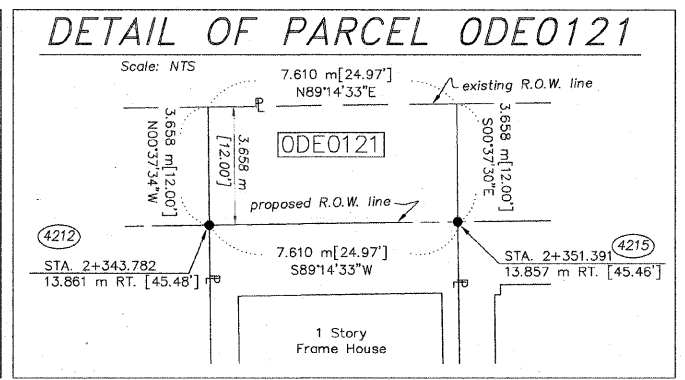 DETAIL OF PARCEL ODE0121
Scale: NTS
7.610 m[24.97']
N89°14'33"E
existing R.O.W. line
3.658 m[12.00']
N00°37'34"W
3.658 m
[12.00']
ODE0121
3.658 m[12.00']
S00°37'30"E
proposed R.O.W. line
4212
STA. 2+343.782
13.861 m RT. [45.48']
7.610 m[24.97']
S89°14'33"W
4215
STA. 2+351.391
13.857 m RT. [45.46']
1 Story
Frame House